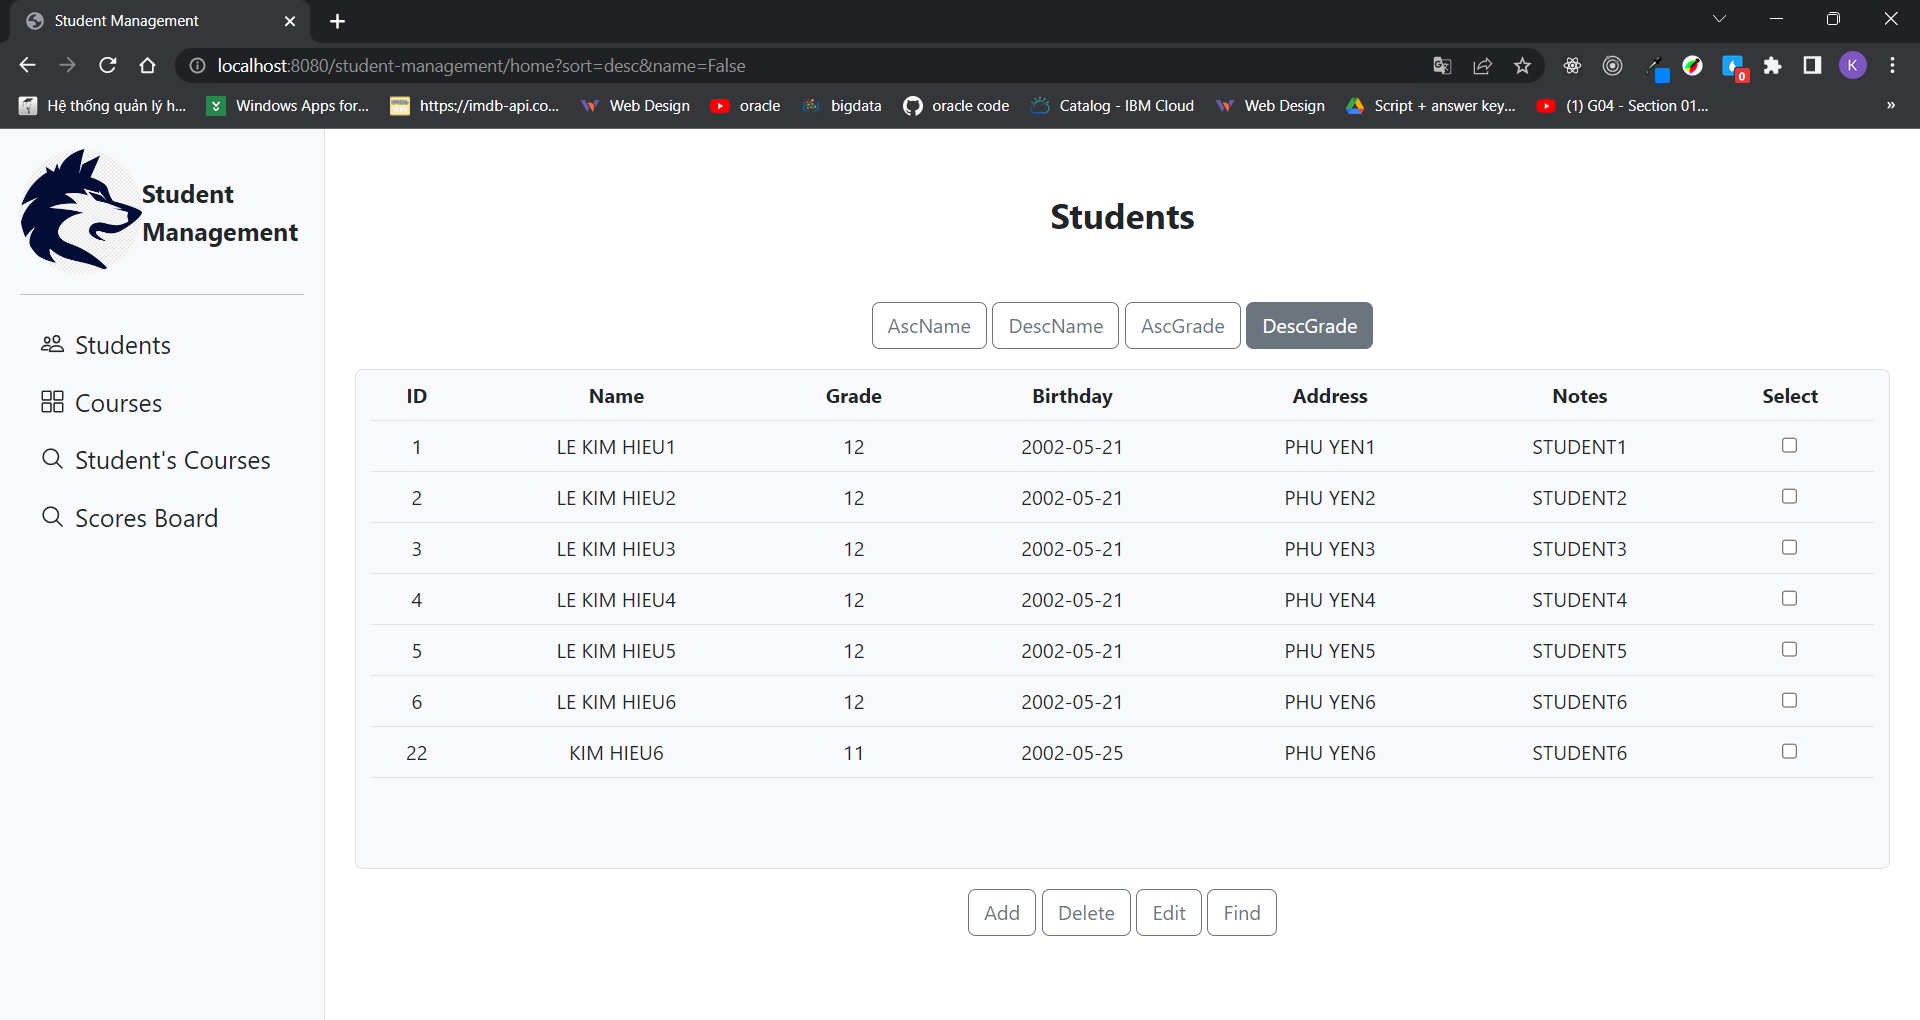 Student Management
localhost:8080/student-management/home?sort=desc&name=False
K
0
Hệ thống quản lý h... Windows Apps for... https://imdb-api.co... Web Design oracle bigdata oracle code Catalog - IBM Cloud Web Design Script + answer key... (1) G04 - Section 01... »
Student
Management
Students
Courses
Student's Courses
Scores Board
Students
AscName DescName AscGrade DescGrade
ID Name Grade Birthday Address Notes Select
1 LE KIM HIEU1 12 2002-05-21 PHU YEN1 STUDENT1
2 LE KIM HIEU2 12 2002-05-21 PHU YEN2 STUDENT2
3 LE KIM HIEU3 12 2002-05-21 PHU YEN3 STUDENT3
4 LE KIM HIEU4 12 2002-05-21 PHU YEN4 STUDENT4
5 LE KIM HIEU5 12 2002-05-21 PHU YEN5 STUDENT5
6 LE KIM HIEU6 12 2002-05-21 PHU YEN6 STUDENT6
22 KIM HIEU6 11 2002-05-25 PHU YEN6 STUDENT6
Add Delete Edit Find